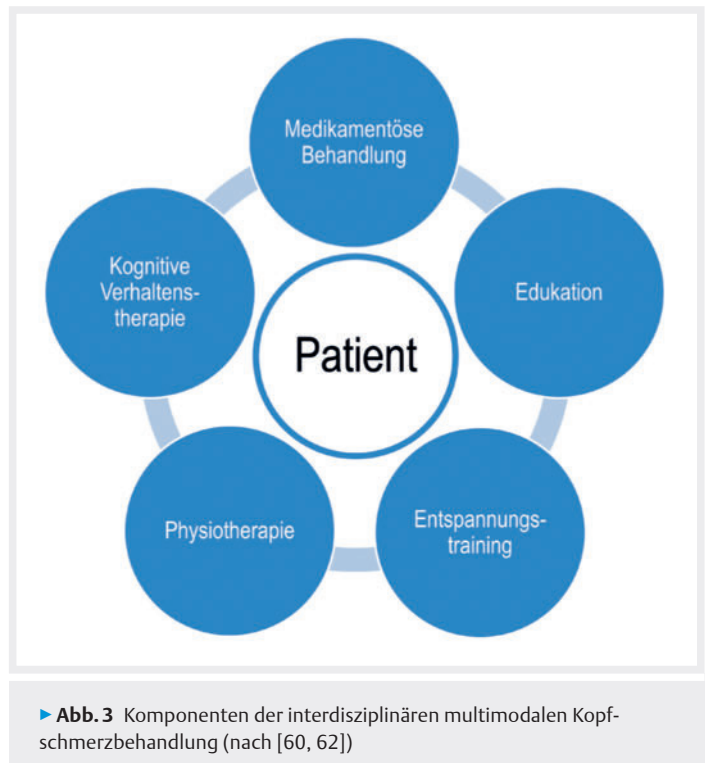 Medikamentöse
Behandlung
Kognitive
Verhaltens-
therapie
Edukation
Patient
Physiotherapie
Entspannungs-
training
▶ Abb. 3 Komponenten der interdisziplinären multimodalen Kopf-
schmerzbehandlung (nach [60, 62])